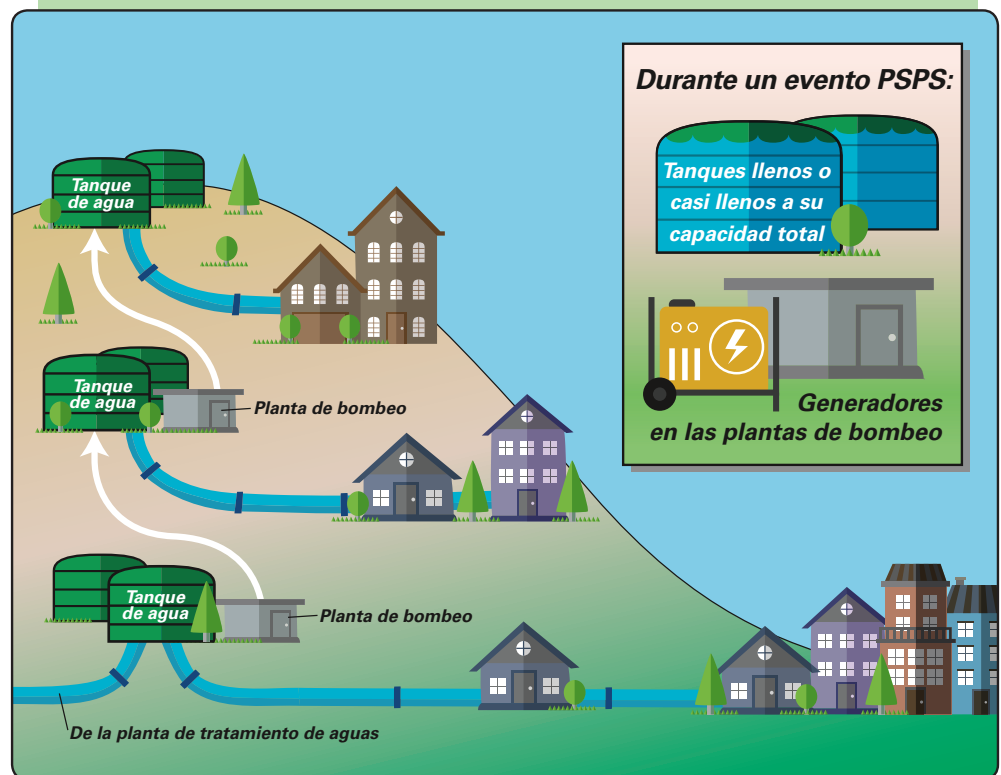 Durante un evento PSPS:
Tanques llenos o
casi llenos a su
capacidad total
Generadores
en las plantas de bombeo
Tanque
de agua
Tanque
de agua
Planta de bombeo
Tanque
de agua
Planta de bombeo
De la planta de tratamiento de aguas